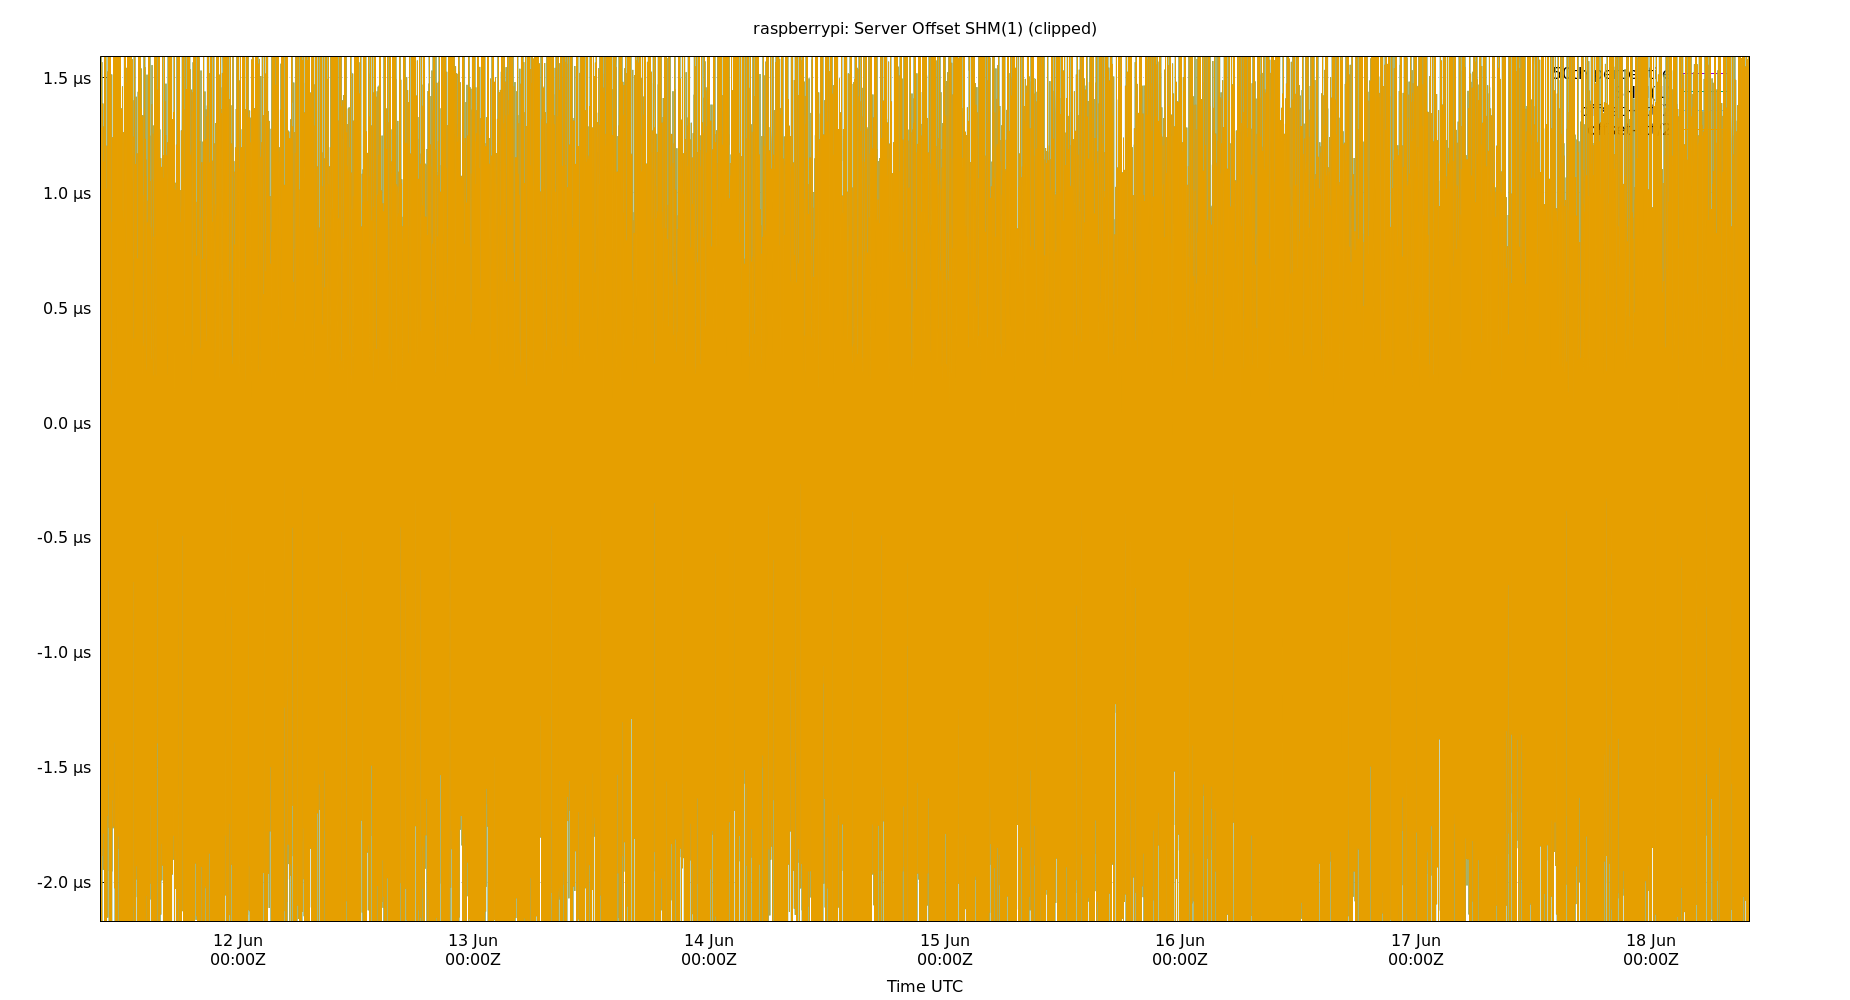 raspberrypi: Server Offset SHM(1) (clipped)
1.5 µs
1.0 µs
0.5 µs
0.0 µs
-0.5 µs
-1.0 µs
-1.5 µs
-2.0 µs
12 Jun 13 Jun 14 Jun 15 Jun 16 Jun 17 Jun 18 Jun
00:00Z 00:00Z 00:00Z 00:00Z 00:00Z 00:00Z 00:00Z
Time UTC